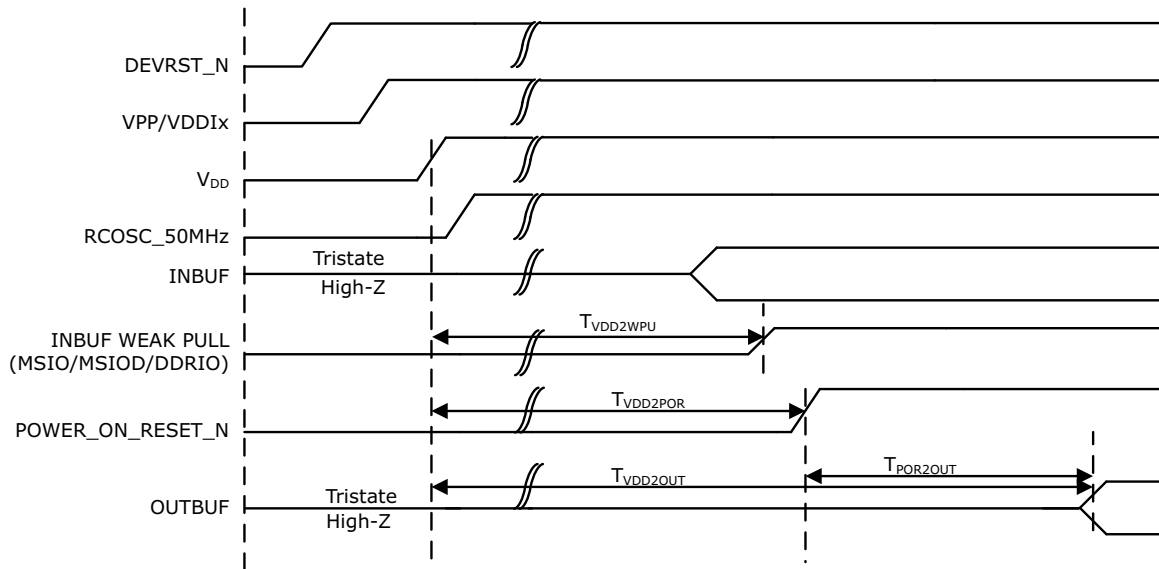 DEVRST_N
VPP/VDDIx
VDD
RCOSC_50MHz
Tristate
INBUF
High-Z
TVDD2WPU
INBUF WEAK PULL
(MSIO/MSIOD/DDRIO)
TVDD2POR
POWER_ON_RESET_N
TPOR2OUT
TVDD2OUT
Tristate
OUTBUF
High-Z